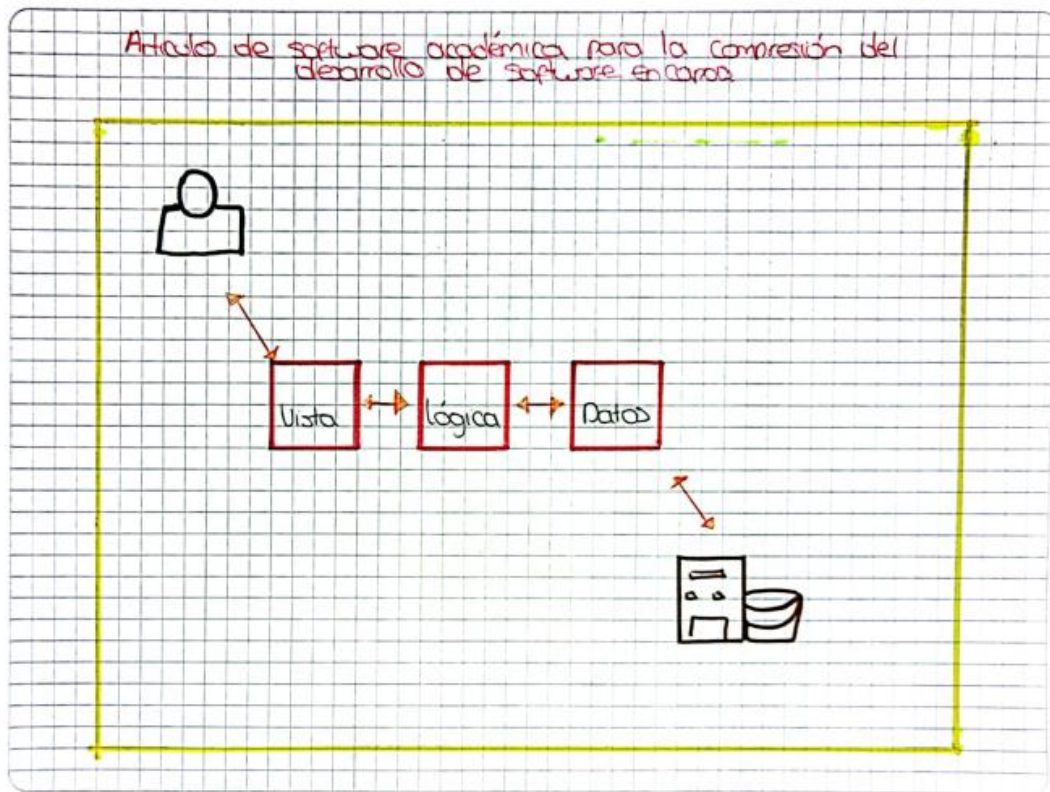 Artículo de software académica para la compresión del
desarrollo de software en capas
Vista
lógica
Datos